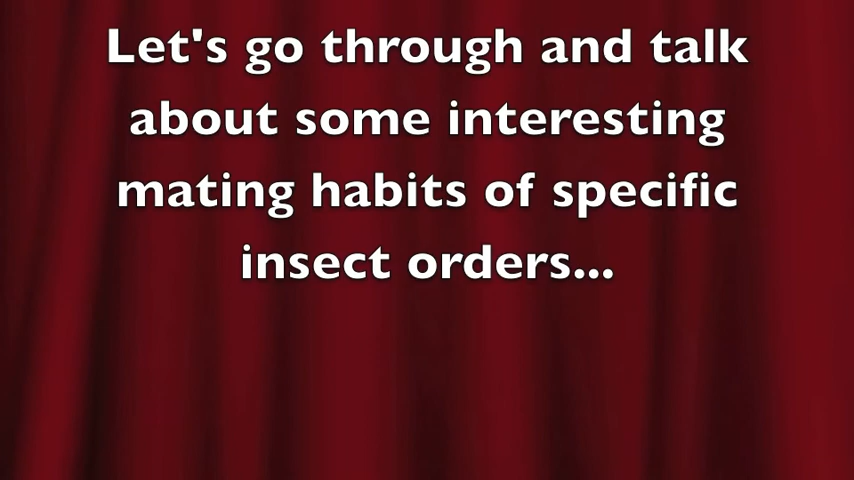 Let's go through and talk
about some interesting
mating habits of specific
insect orders...